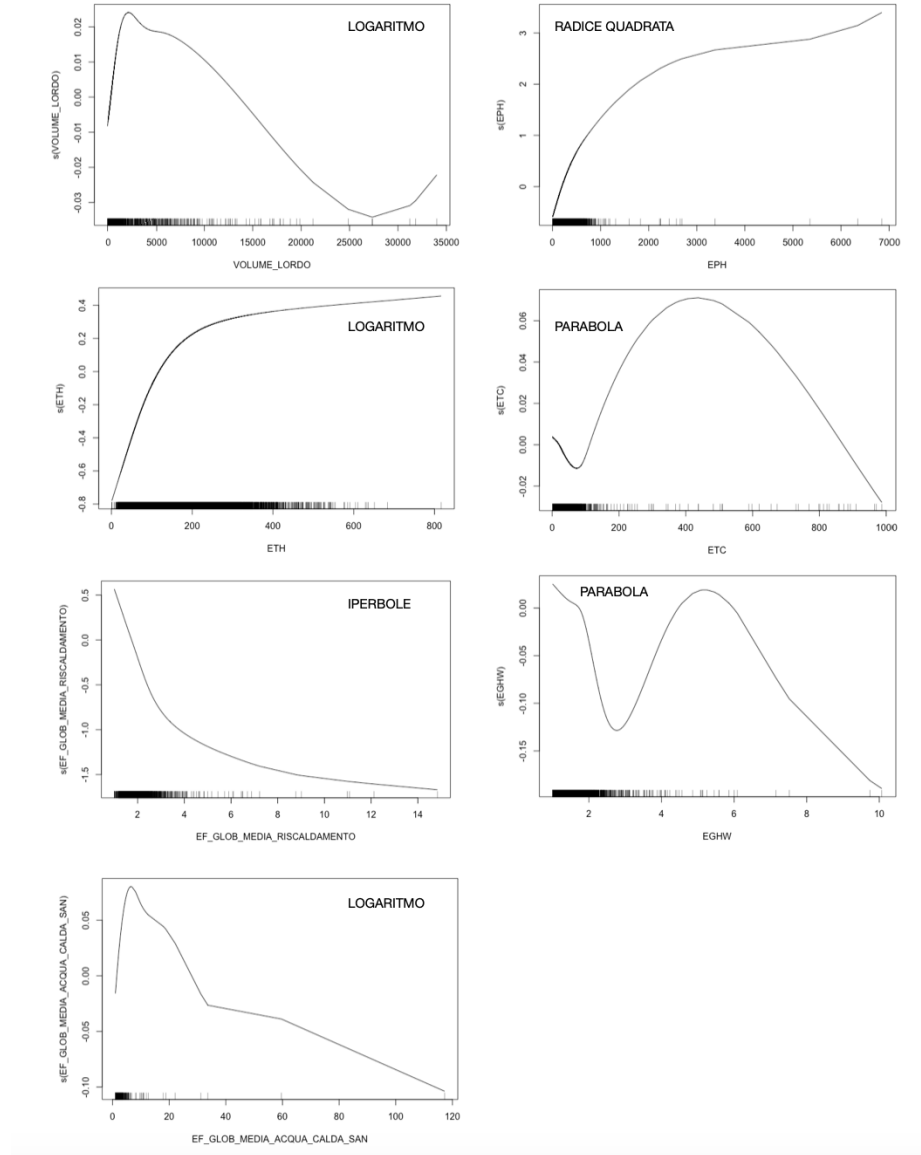 LOGARITMO
s(VOLUME_LORDO)
0.02
0.01
0.00
-0.01
-0.02
-0.03
0 5000 10000 15000 20000 25000 30000 35000
VOLUME_LORDO
RADICE QUADRATA
s(EPH)
3
2
1
0
0 1000 2000 3000 4000 5000 6000 7000
EPH
LOGARITMO
s(ETH)
0.4
0.2
0.0
-0.2
-0.4
-0.6
-0.8
0 200 400 600 800
ETH
PARABOLA
s(ETC)
0.06
0.04
0.02
0.00
-0.02
0 200 400 600 800 1000
ETC
IPERBOLE
s(EF_GLOB_MEDIA_RISCALDAMENTO)
0.5
0.0
-0.5
-1.0
-1.5
2 4 6 8 10 12 14
EF_GLOB_MEDIA_RISCALDAMENTO
PARABOLA
s(EGHW)
0.00
-0.05
-0.10
-0.15
2 4 6 8 10
EGHW
LOGARITMO
s(EF_GLOB_MEDIA_ACQUA_CALDA_SAN)
0.05
0.00
-0.05
-0.10
0 20 40 60 80 100 120
EF_GLOB_MEDIA_ACQUA_CALDA_SAN